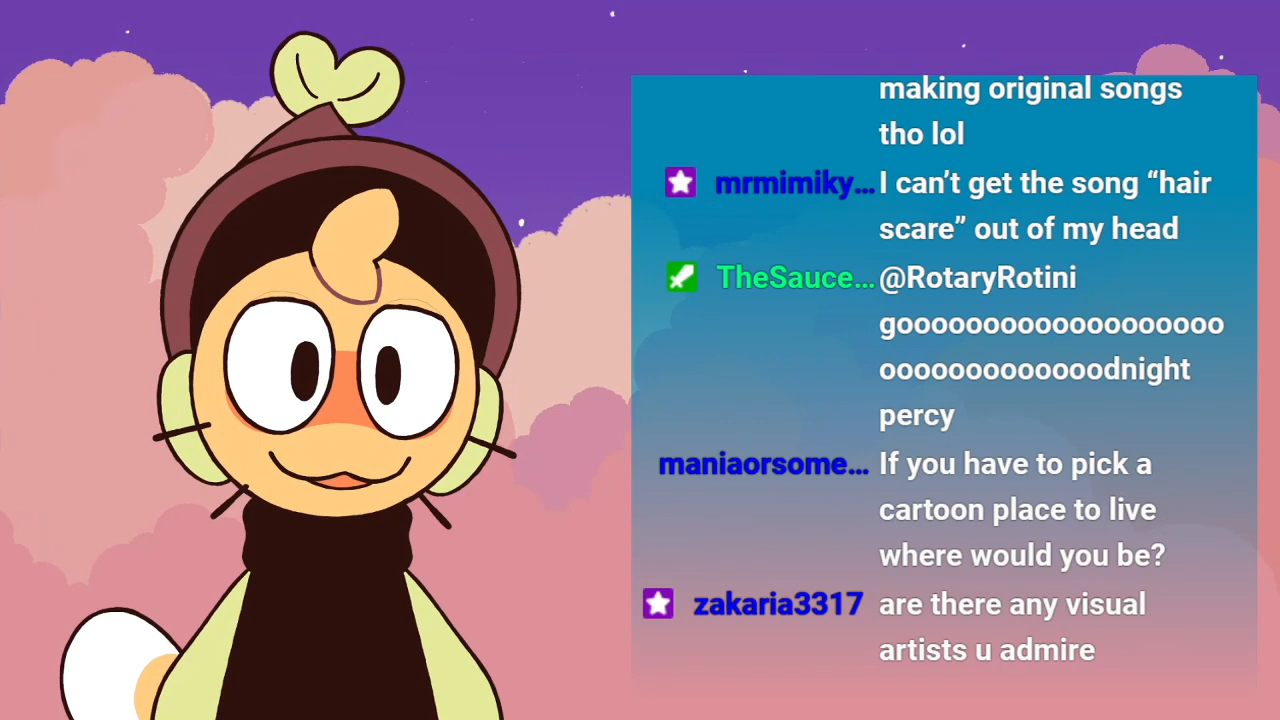 making original songs
tho lol
mrmimiky… I can’t get the song “hair
scare” out of my head
TheSauce… @RotaryRotini
gooooooooooooooooooo
ooooooooooooodnight
percy
maniaorsome… If you have to pick a
cartoon place to live
where would you be?
zakaria3317 are there any visual
artists u admire